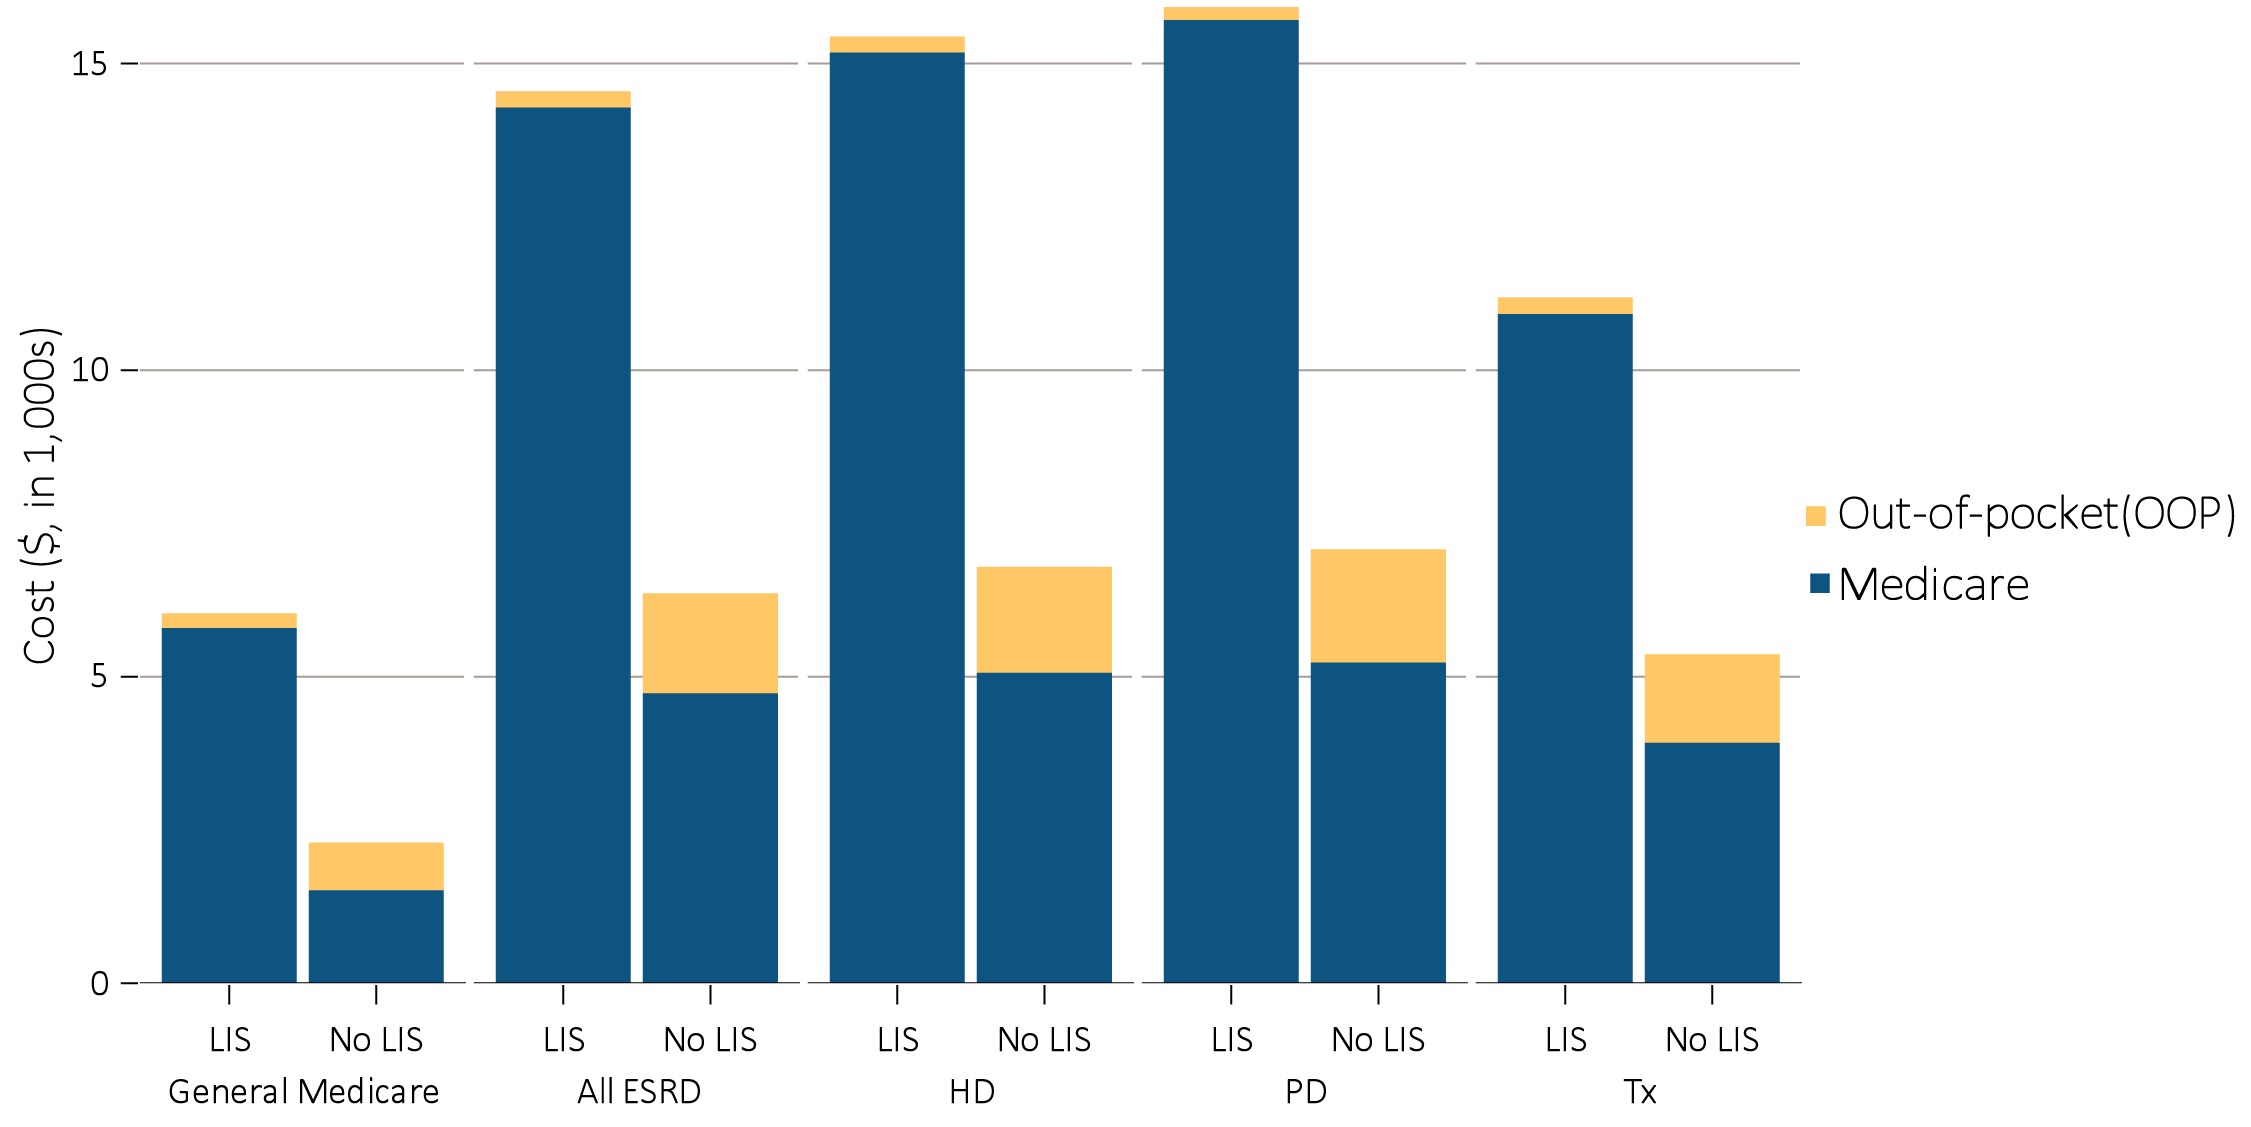 Cost ($, in 1,000s)
15
10
5
0
LIS No LIS LIS No LIS LIS No LIS LIS No LIS LIS No LIS
General Medicare All ESRD HD PD Tx
Out-of-pocket(OOP)
Medicare